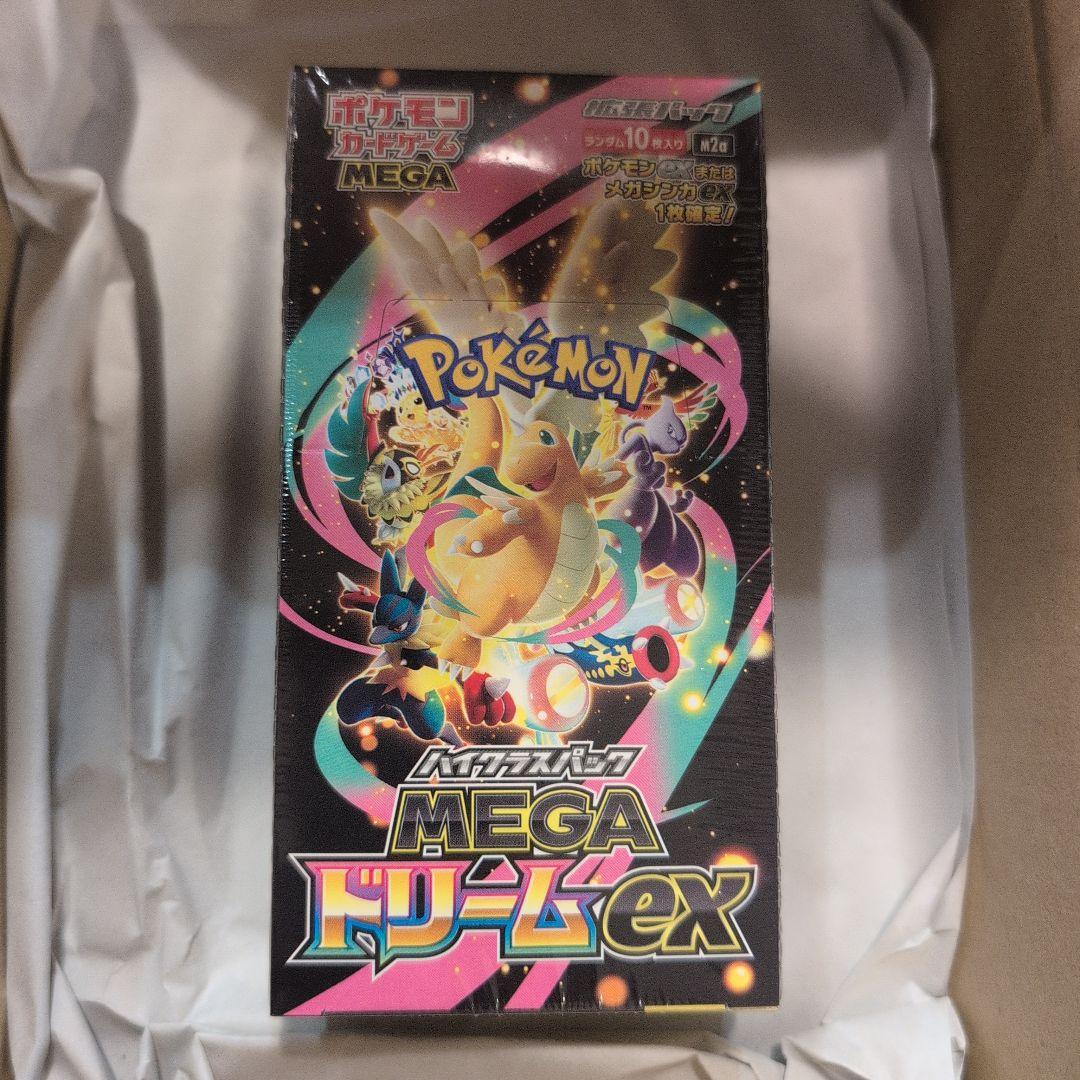 ポケモン
カードゲーム
MEGA
拡張パック
ランダム10枚入り M2a
ポケモンexまたは
メガシンカex
1枚確定!
POKéMON
TM
ハイクラスパック
MEGA
ドリームex